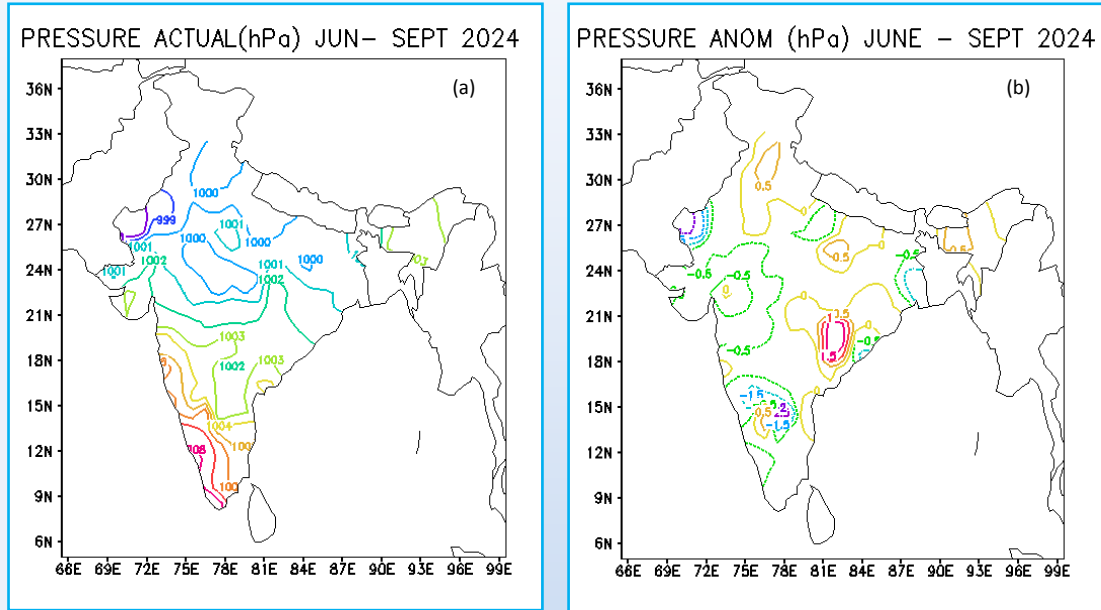 PRESSURE ACTUAL(hPa) JUN- SEPT 2024
(a)
36N
33N
30N
27N
24N
21N
18N
15N
12N
9N
6N
66E 69E 72E 75E 78E 81E 84E 87E 90E 93E 96E 99E
1000
999
1001
1000
1000
1001
1002
1001
1000
1001
1002
1003
1003
1002
1004
PRESSURE ANOM (hPa) JUNE - SEPT 2024
(b)
36N
33N
30N
27N
24N
21N
18N
15N
12N
9N
6N
66E 69E 72E 75E 78E 81E 84E 87E 90E 93E 96E 99E
0.5
0
0
0.5
-0.5
-0.5
-0.5
0
0
0
-0.5
-0.5
-1.5
0.5
-1.5